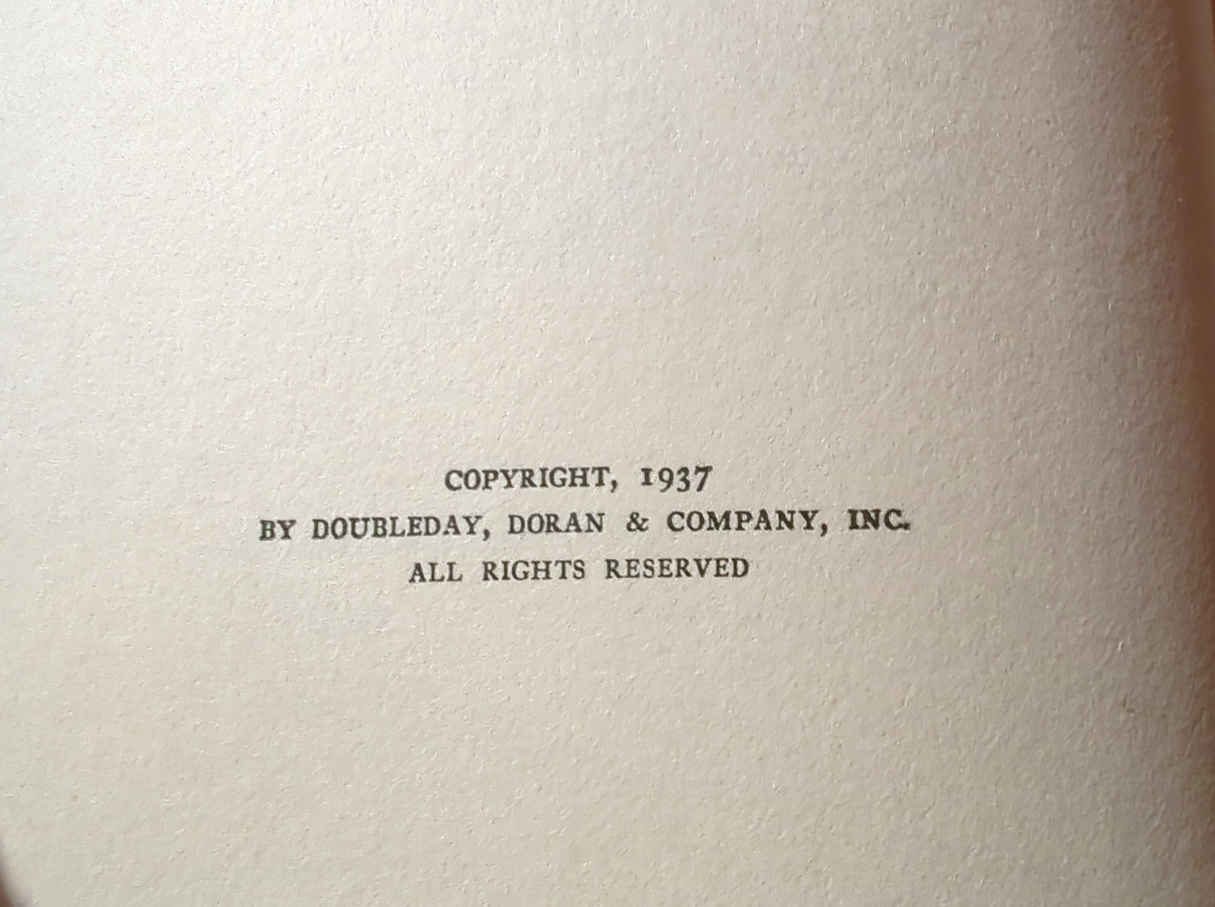 COPYRIGHT, 1937
BY DOUBLEDAY, DORAN & COMPANY, INC.
ALL RIGHTS RESERVED